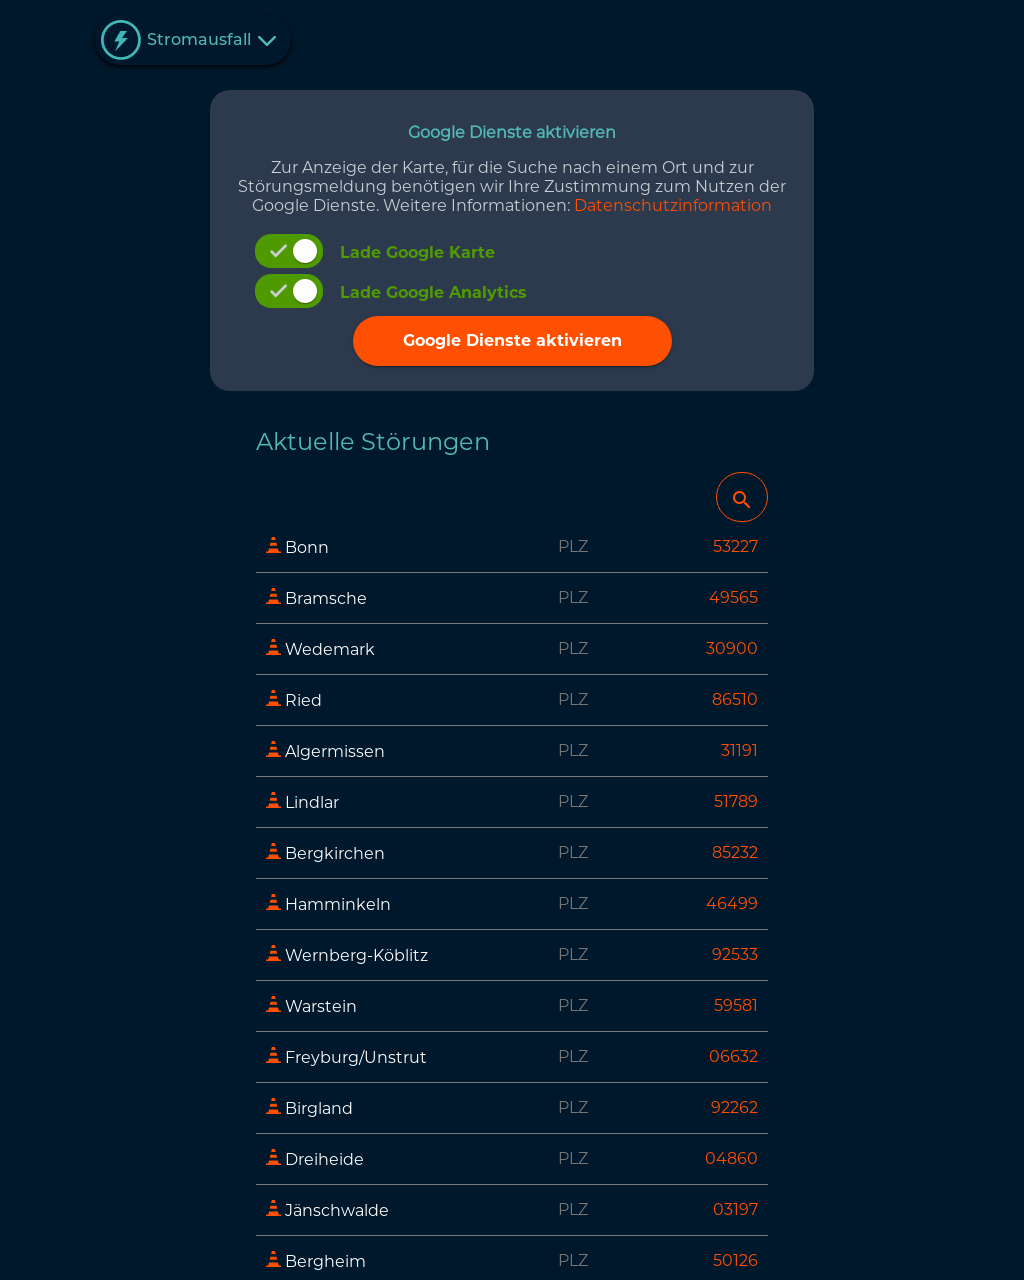 Stromausfall
Google Dienste aktivieren
Zur Anzeige der Karte, für die Suche nach einem Ort und zur
Störungsmeldung benötigen wir Ihre Zustimmung zum Nutzen der
Google Dienste. Weitere Informationen: Datenschutzinformation
Lade Google Karte
Lade Google Analytics
Google Dienste aktivieren
Aktuelle Störungen
Bonn PLZ 53227
Bramsche PLZ 49565
Wedemark PLZ 30900
Ried PLZ 86510
Algermissen PLZ 31191
Lindlar PLZ 51789
Bergkirchen PLZ 85232
Hamminkeln PLZ 46499
Wernberg-Köblitz PLZ 92533
Warstein PLZ 59581
Freyburg/Unstrut PLZ 06632
Birgland PLZ 92262
Dreiheide PLZ 04860
Jänschwalde PLZ 03197
Bergheim PLZ 50126